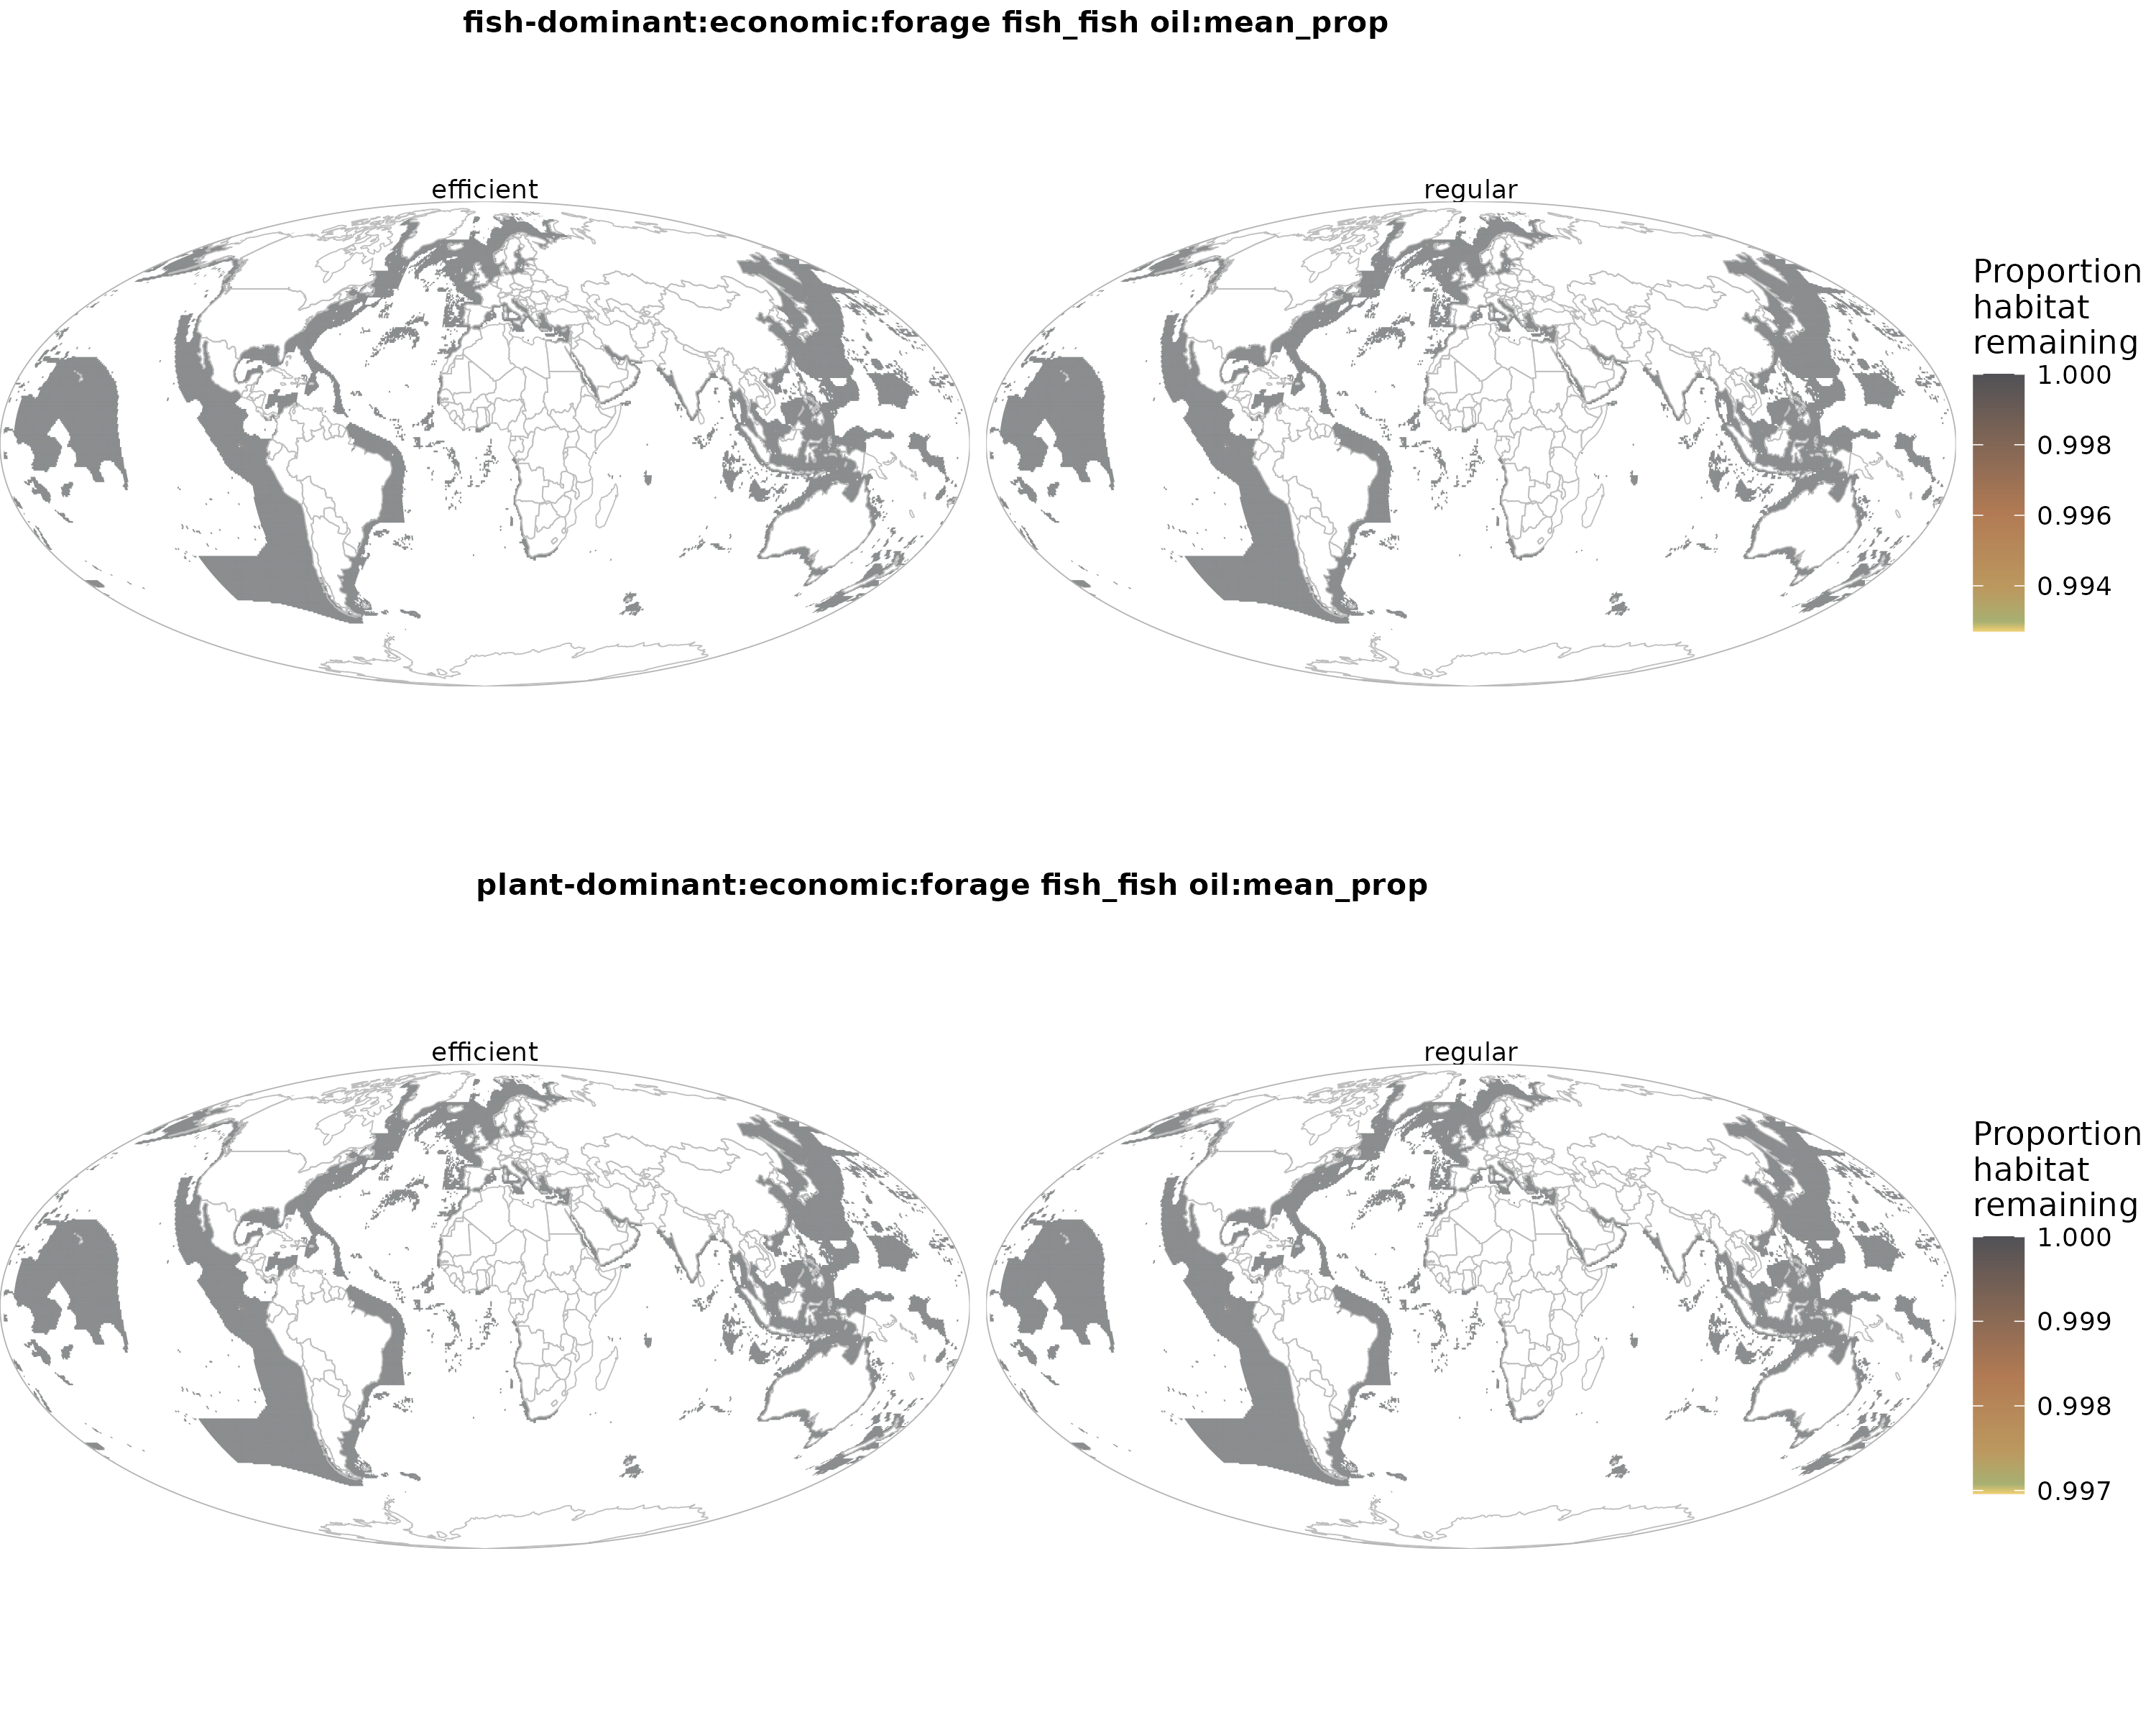 fish-dominant:economic:forage fish_fish oil:mean_prop
efficient
regular
Proportion
habitat
remaining
1.000
0.998
0.996
0.994
plant-dominant:economic:forage fish_fish oil:mean_prop
efficient
regular
Proportion
habitat
remaining
1.000
0.999
0.998
0.997